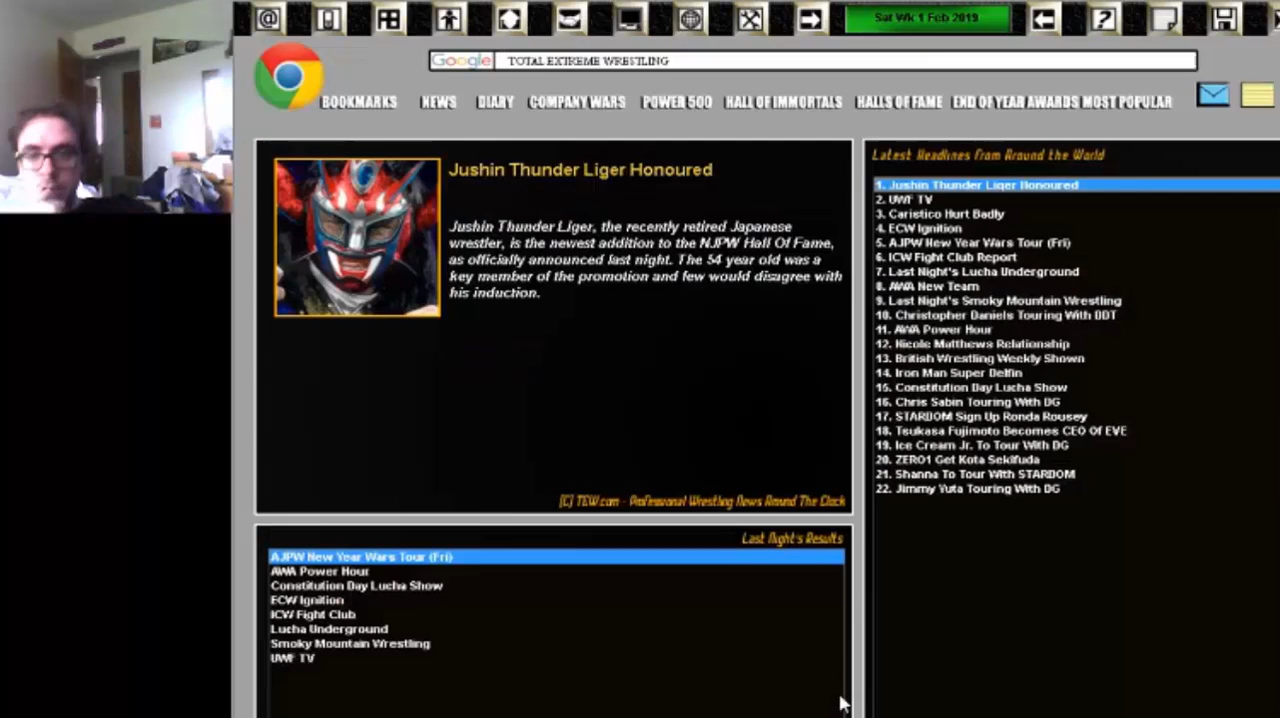 Sat Wk 1 Feb 2019
Google TOTAL EXTREME WRESTLING
BOOKMARKS NEWS DIARY COMPANY WARS POWER 500 HALL OF IMMORTALS HALLS OF FAME END OF YEAR AWARDS MOST POPULAR
Jushin Thunder Liger Honoured
Jushin Thunder Liger, the recently retired Japanese
wrestler, is the newest addition to the NJPW Hall Of Fame,
as officially announced last night. The 54 year old was a
key member of the promotion and few would disagree with
his induction.
(C) TEW.com - Professional Wrestling News Around The Clock
Last Night's Results
AJPW New Year Wars Tour (Fri)
AWA Power Hour
Constitution Day Lucha Show
ECW Ignition
ICW Fight Club
Lucha Underground
Smoky Mountain Wrestling
UWF TV
Latest Headlines From Around the World
1. Jushin Thunder Liger Honoured
2. UWF TV
3. Caristico Hurt Badly
4. ECW Ignition
5. AJPW New Year Wars Tour (Fri)
6. ICW Fight Club Report
7. Last Night's Lucha Underground
8. AWA New Team
9. Last Night's Smoky Mountain Wrestling
10. Christopher Daniels Touring With DDT
11. AWA Power Hour
12. Nicole Matthews Relationship
13. British Wrestling Weekly Shown
14. Iron Man Super Delfin
15. Constitution Day Lucha Show
16. Chris Sabin Touring With DG
17. STARDOM Sign Up Ronda Rousey
18. Tsukasa Fujimoto Becomes CEO Of EVE
19. Ice Cream Jr. To Tour With DG
20. ZERO1 Get Kota Sekifuda
21. Shanna To Tour With STARDOM
22. Jimmy Yuta Touring With DG